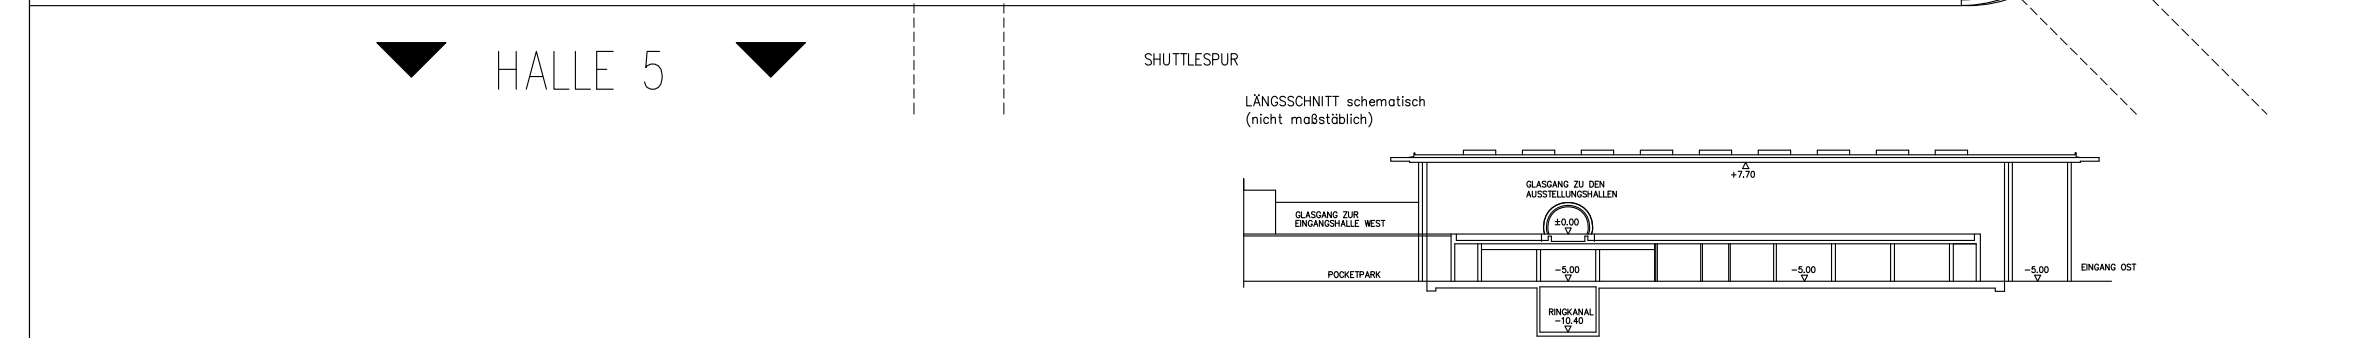 HALLE 5
SHUTTLESPUR
LÄNGSSCHNITT schematisch
(nicht maßstäblich)
+7.70
GLASGANG ZU DEN
AUSSTELLUNGSHALLEN
GLASGANG ZUR
EINGANGSHALLE WEST
±0.00
POCKETPARK
-5.00
-5.00
-5.00
EINGANG OST
RINGKANAL
-10.40